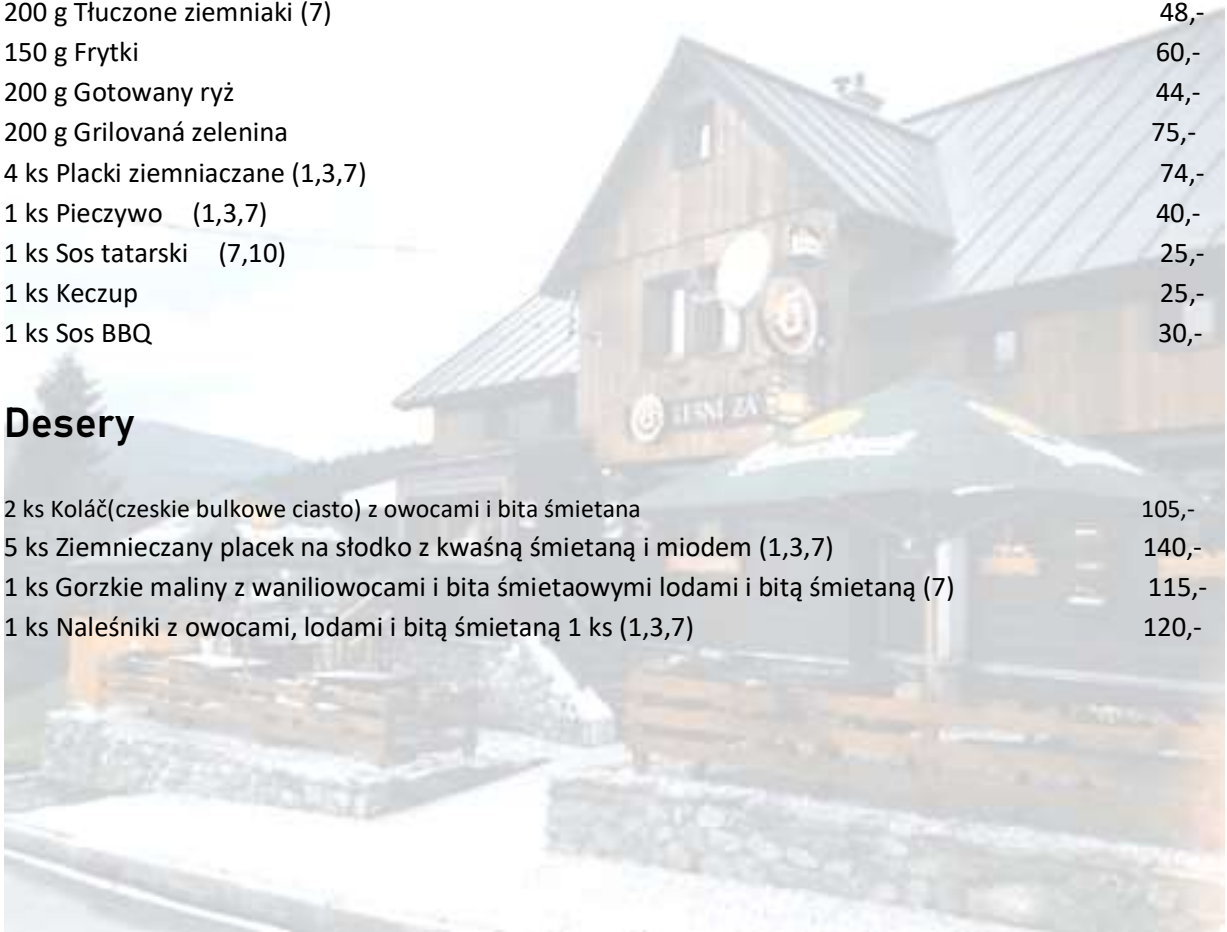 200 g Tłuczone ziemniaki (7) 48,-
150 g Frytki 60,-
200 g Gotowany ryż 44,-
200 g Grilovaná zelenina 75,-
4 ks Placki ziemniaczane (1,3,7) 74,-
1 ks Pieczywo (1,3,7) 40,-
1 ks Sos tatarski (7,10) 25,-
1 ks Keczup 25,-
1 ks Sos BBQ 30,-
Desery
2 ks Koláč(czeskie bulkowe ciasto) z owocami i bita śmietana 105,-
5 ks Ziemnieczany placek na słodko z kwaśną śmietaną i miodem (1,3,7) 140,-
1 ks Gorzkie maliny z waniliowocami i bita śmietaowymi lodami i bitą śmietaną (7) 115,-
1 ks Naleśniki z owocami, lodami i bitą śmietaną 1 ks (1,3,7) 120,-